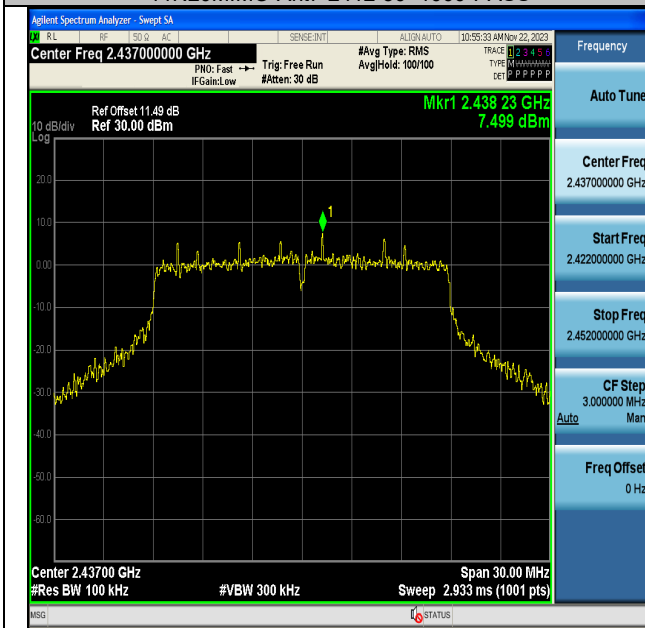 Agilent Spectrum Analyzer - Swept SA
LXI RL RF 50 Ω AC SENSE:INT ALIGN AUTO 10:55:33 AM Nov 22, 2023
Center Freq 2.437000000 GHz
PNO: Fast
IFGain:Low
Trig: Free Run
#Atten: 30 dB
#Avg Type: RMS
Avg|Hold: 100/100
TRACE 1 2 3 4 5 6
TYPE M
DET P P P P P
Ref Offset 11.49 dB
10 dB/div Ref 30.00 dBm
Log
Mkr1 2.438 23 GHz
7.499 dBm
1
20.0
10.0
0.00
-10.0
-20.0
-30.0
-40.0
-50.0
-60.0
Center 2.43700 GHz Span 30.00 MHz
#Res BW 100 kHz #VBW 300 kHz Sweep 2.933 ms (1001 pts)
MSG STATUS
Frequency
Auto Tune
Center Freq
2.437000000 GHz
Start Freq
2.422000000 GHz
Stop Freq
2.452000000 GHz
CF Step
3.000000 MHz
Auto Man
Freq Offset
0 Hz